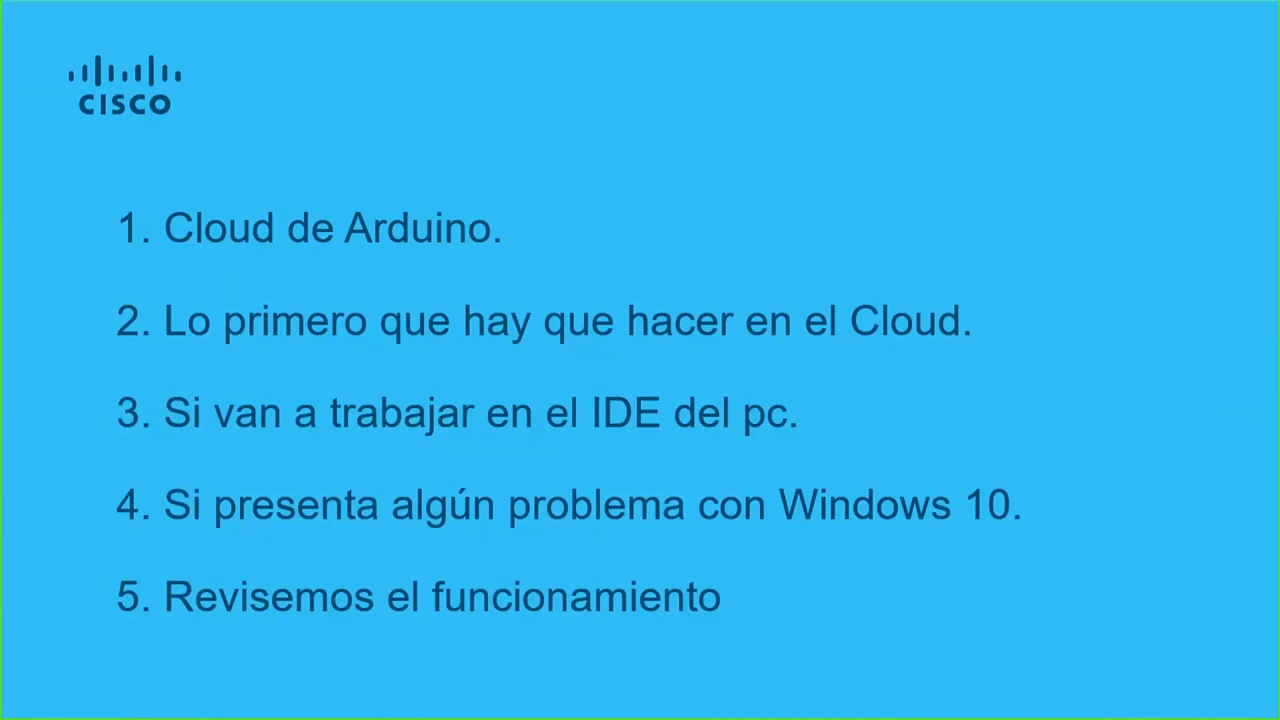 CISCO
1. Cloud de Arduino.
2. Lo primero que hay que hacer en el Cloud.
3. Si van a trabajar en el IDE del pc.
4. Si presenta algún problema con Windows 10.
5. Revisemos el funcionamiento